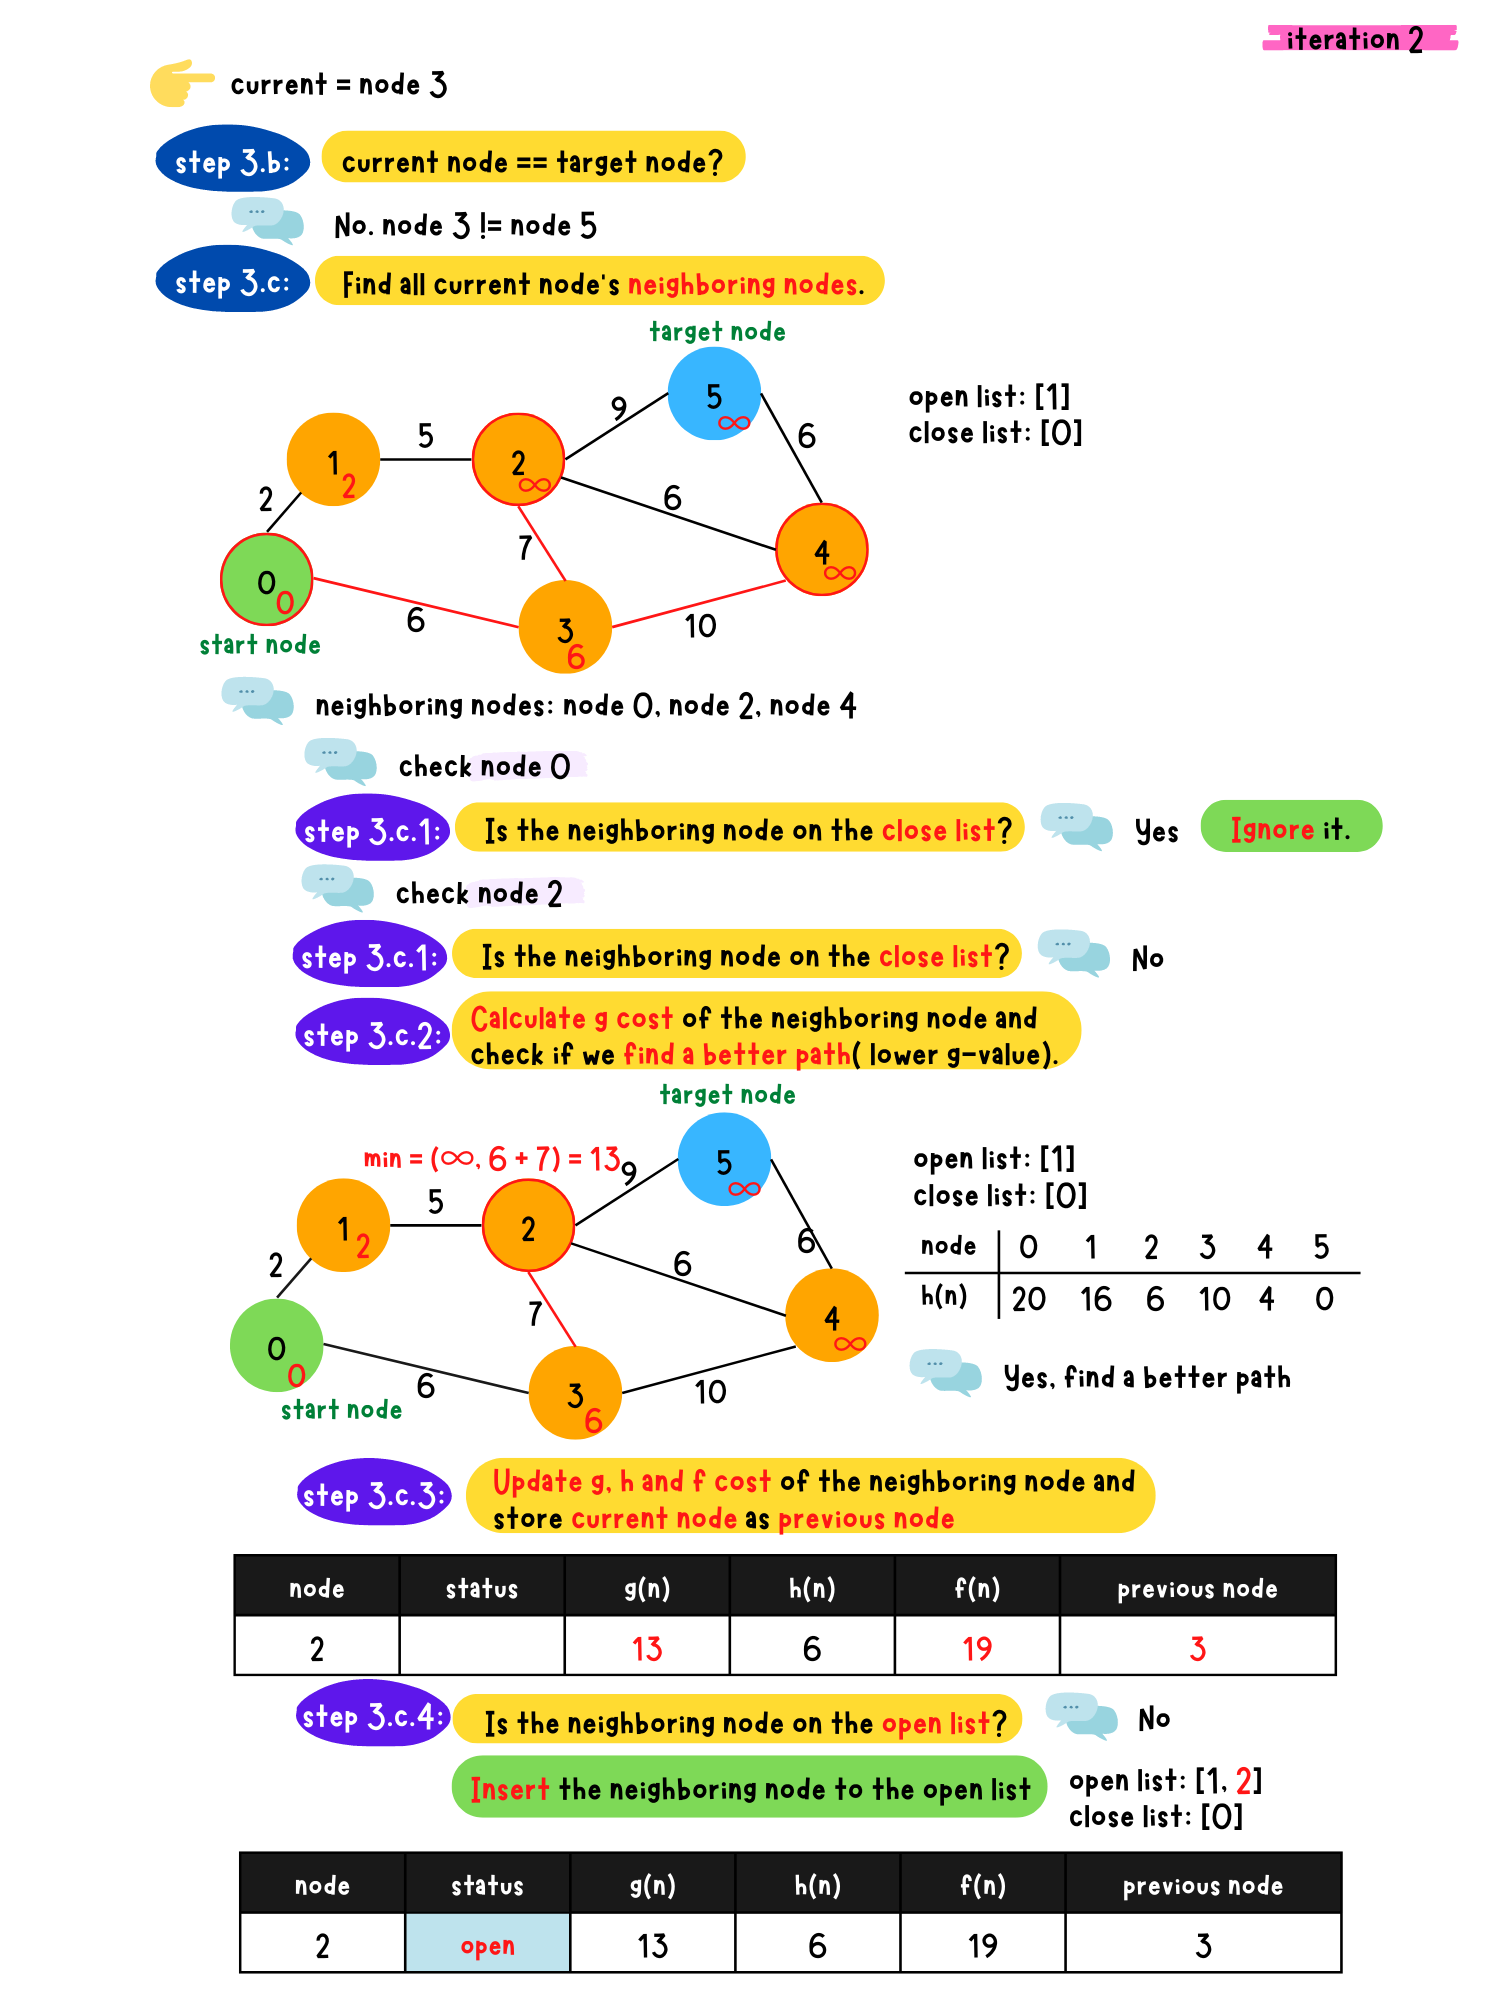 iteration 2
current = node 3
step 3.b:
current node == target node?
No. node 3 != node 5
step 3.c:
Find all current node's neighboring nodes.
target node
5
∞
open list: [1]
close list: [0]
9
6
1
2
5
2
∞
2
6
4
∞
7
0
0
6
3
6
10
start node
neighboring nodes: node 0, node 2, node 4
check node 0
step 3.c.1:
Is the neighboring node on the close list?
Yes
Ignore it.
check node 2
step 3.c.1:
Is the neighboring node on the close list?
No
step 3.c.2:
Calculate g cost of the neighboring node and
check if we find a better path( lower g-value).
target node
min = (∞, 6 + 7) = 13
9
5
∞
open list: [1]
close list: [0]
1
2
5
2
6
node 0 1 2 3 4 5
h(n) 20 16 6 10 4 0
2
6
4
∞
7
0
0
6
3
6
10
start node
Yes, find a better path
step 3.c.3:
Update g, h and f cost of the neighboring node and
store current node as previous node
node status g(n) h(n) f(n) previous node
2 13 6 19 3
step 3.c.4:
Is the neighboring node on the open list?
No
Insert the neighboring node to the open list
open list: [1, 2]
close list: [0]
node status g(n) h(n) f(n) previous node
2 open 13 6 19 3